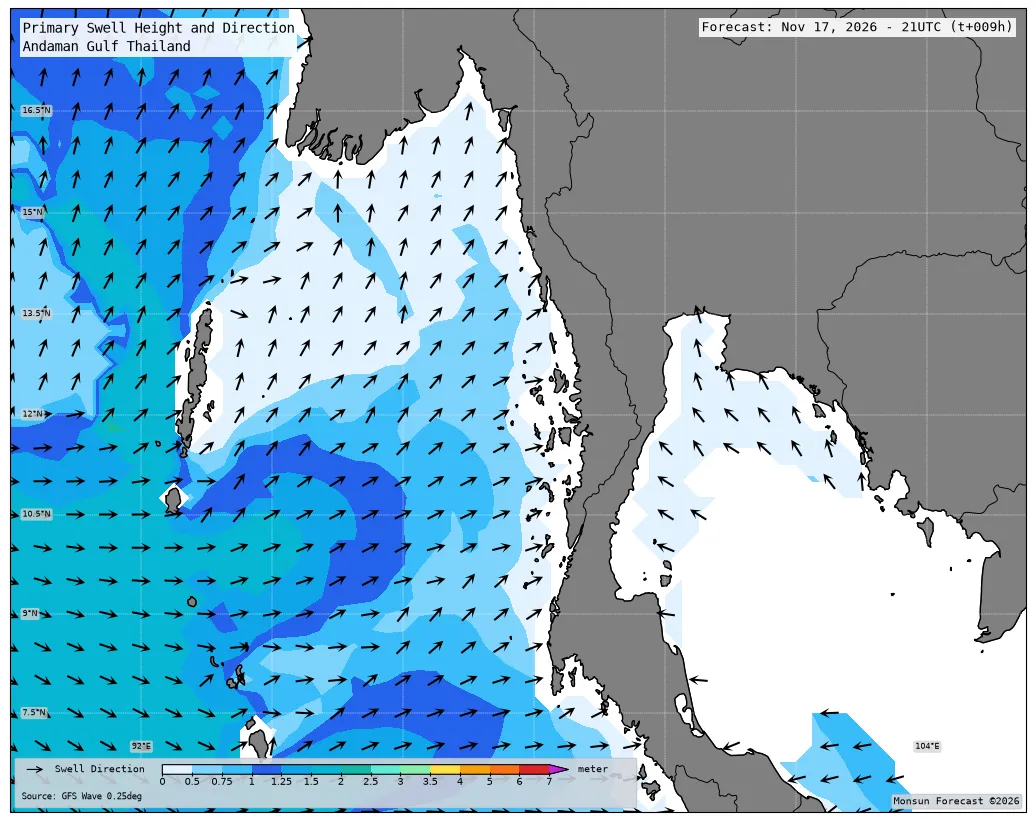 Primary Swell Height and Direction
Andaman Gulf Thailand
Forecast: Nov 17, 2026 - 21UTC (t+009h)
16.5°N
15°N
13.5°N
12°N
10.5°N
9°N
7.5°N
92°E
104°E
Swell Direction
meter
0 0.5 0.75 1 1.25 1.5 2 2.5 3 3.5 4 5 6 7
Source: GFS Wave 0.25deg
Monsun Forecast ©2026